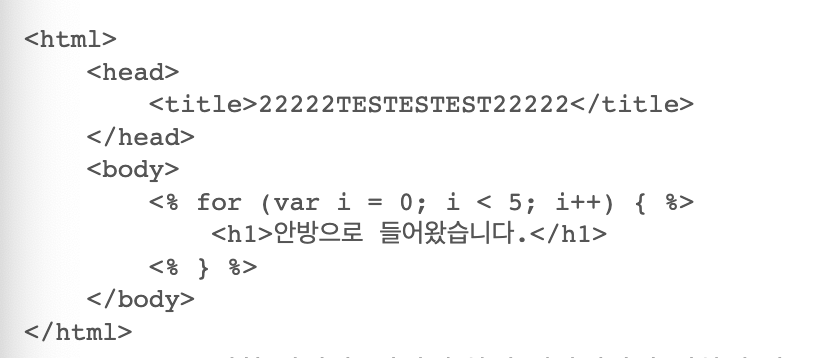 <html>
    <head>
        <title>22222TESTESTEST22222</title>
    </head>
    <body>
        <% for (var i = 0; i < 5; i++) { %>
            <h1>안방으로 들어왔습니다.</h1>
        <% } %>
    </body>
</html>